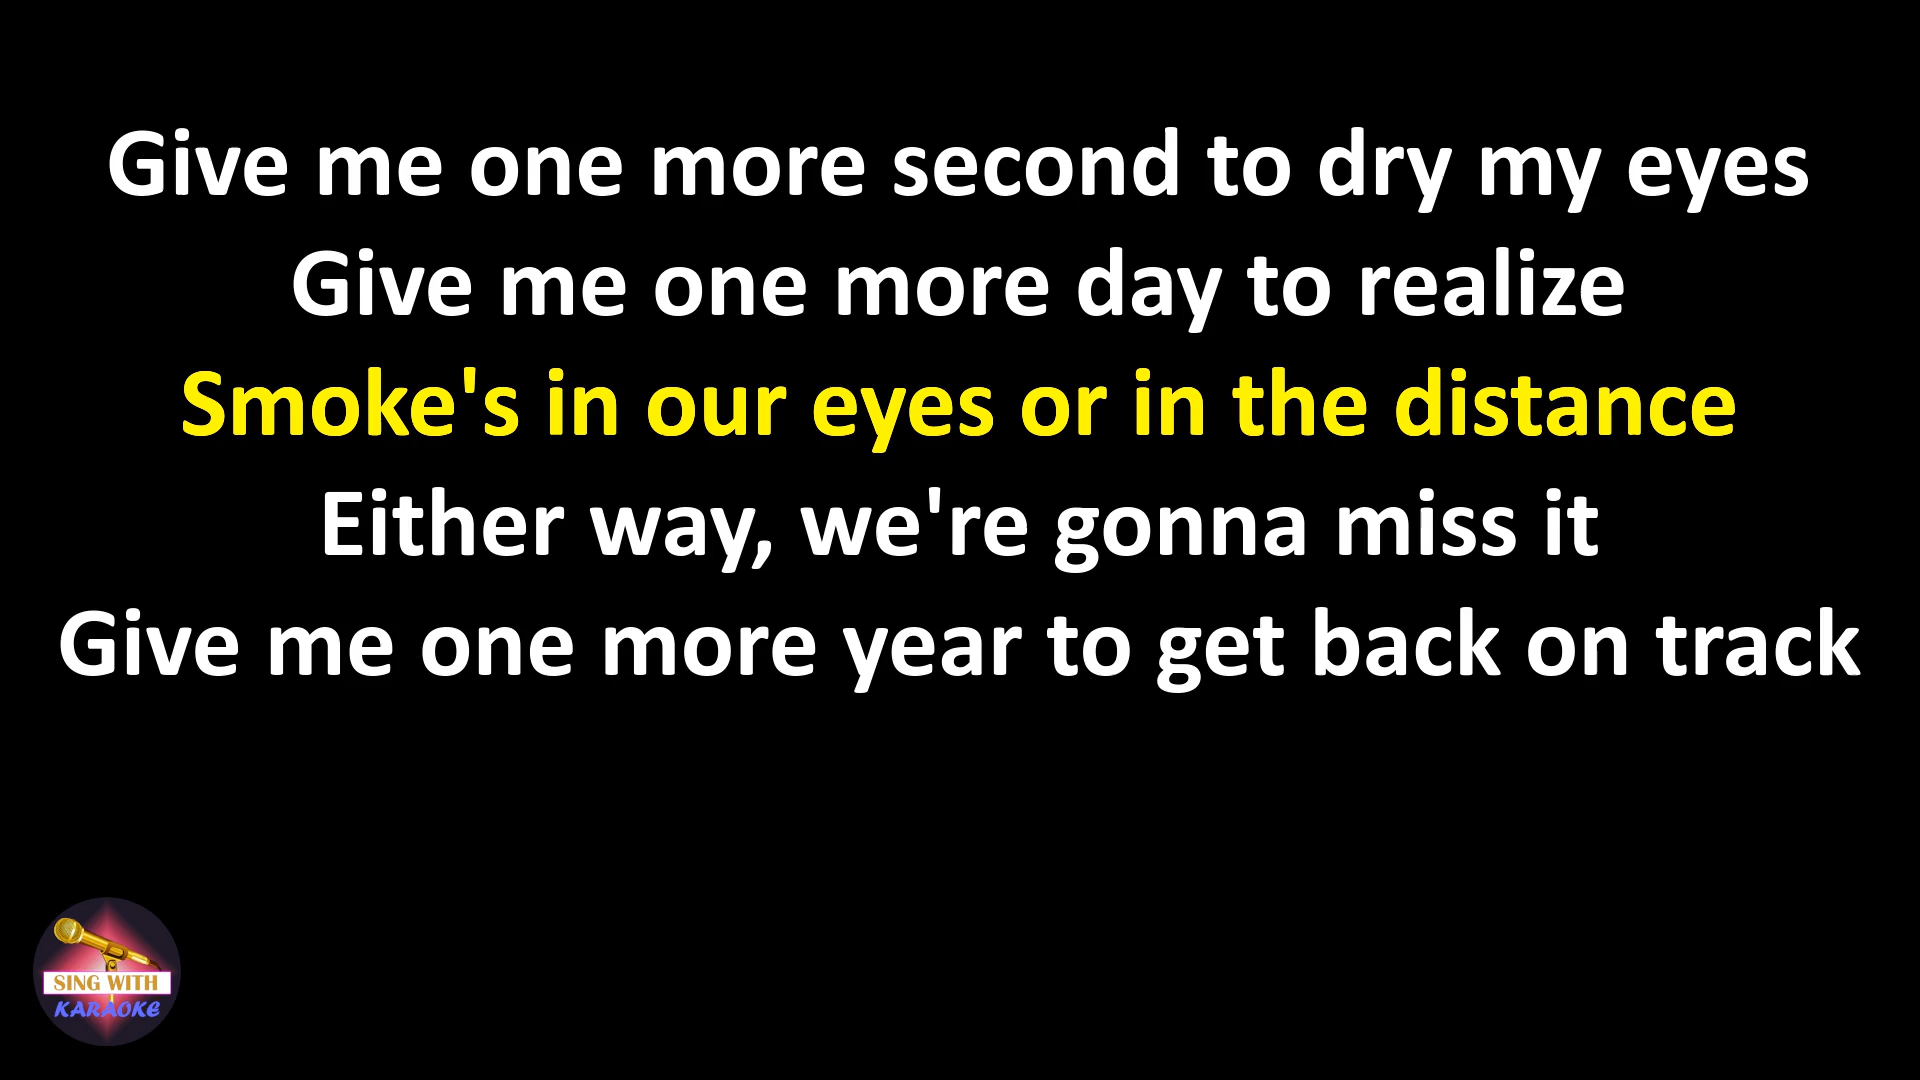 Give me one more second to dry my eyes
Give me one more day to realize
Smoke's in our eyes or in the distance
Either way, we're gonna miss it
Give me one more year to get back on track
SING WITH
KARAOKE